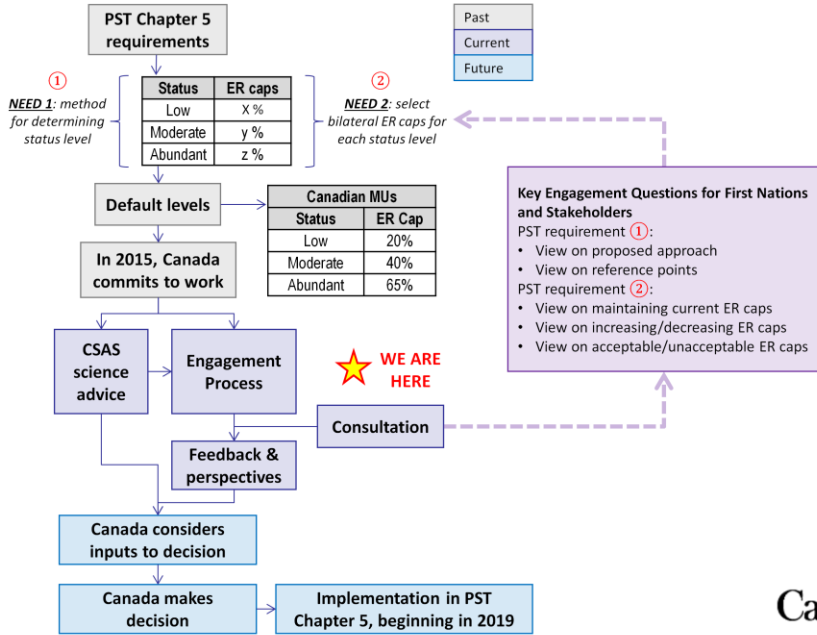 PST Chapter 5
requirements
Past
Current
Future
①
NEED 1: method
for determining
status level
Status ER caps
Low X %
Moderate y %
Abundant z %
②
NEED 2: select
bilateral ER caps for
each status level
Default levels
Canadian MUs
Status ER Cap
Low 20%
Moderate 40%
Abundant 65%
In 2015, Canada
commits to work
Key Engagement Questions for First Nations
and Stakeholders
PST requirement ①:
• View on proposed approach
• View on reference points
PST requirement ②:
• View on maintaining current ER caps
• View on increasing/decreasing ER caps
• View on acceptable/unacceptable ER caps
CSAS
science
advice
Engagement
Process
WE ARE
HERE
Consultation
Feedback &
perspectives
Canada considers
inputs to decision
Canada makes
decision
Implementation in PST
Chapter 5, beginning in 2019
Ca